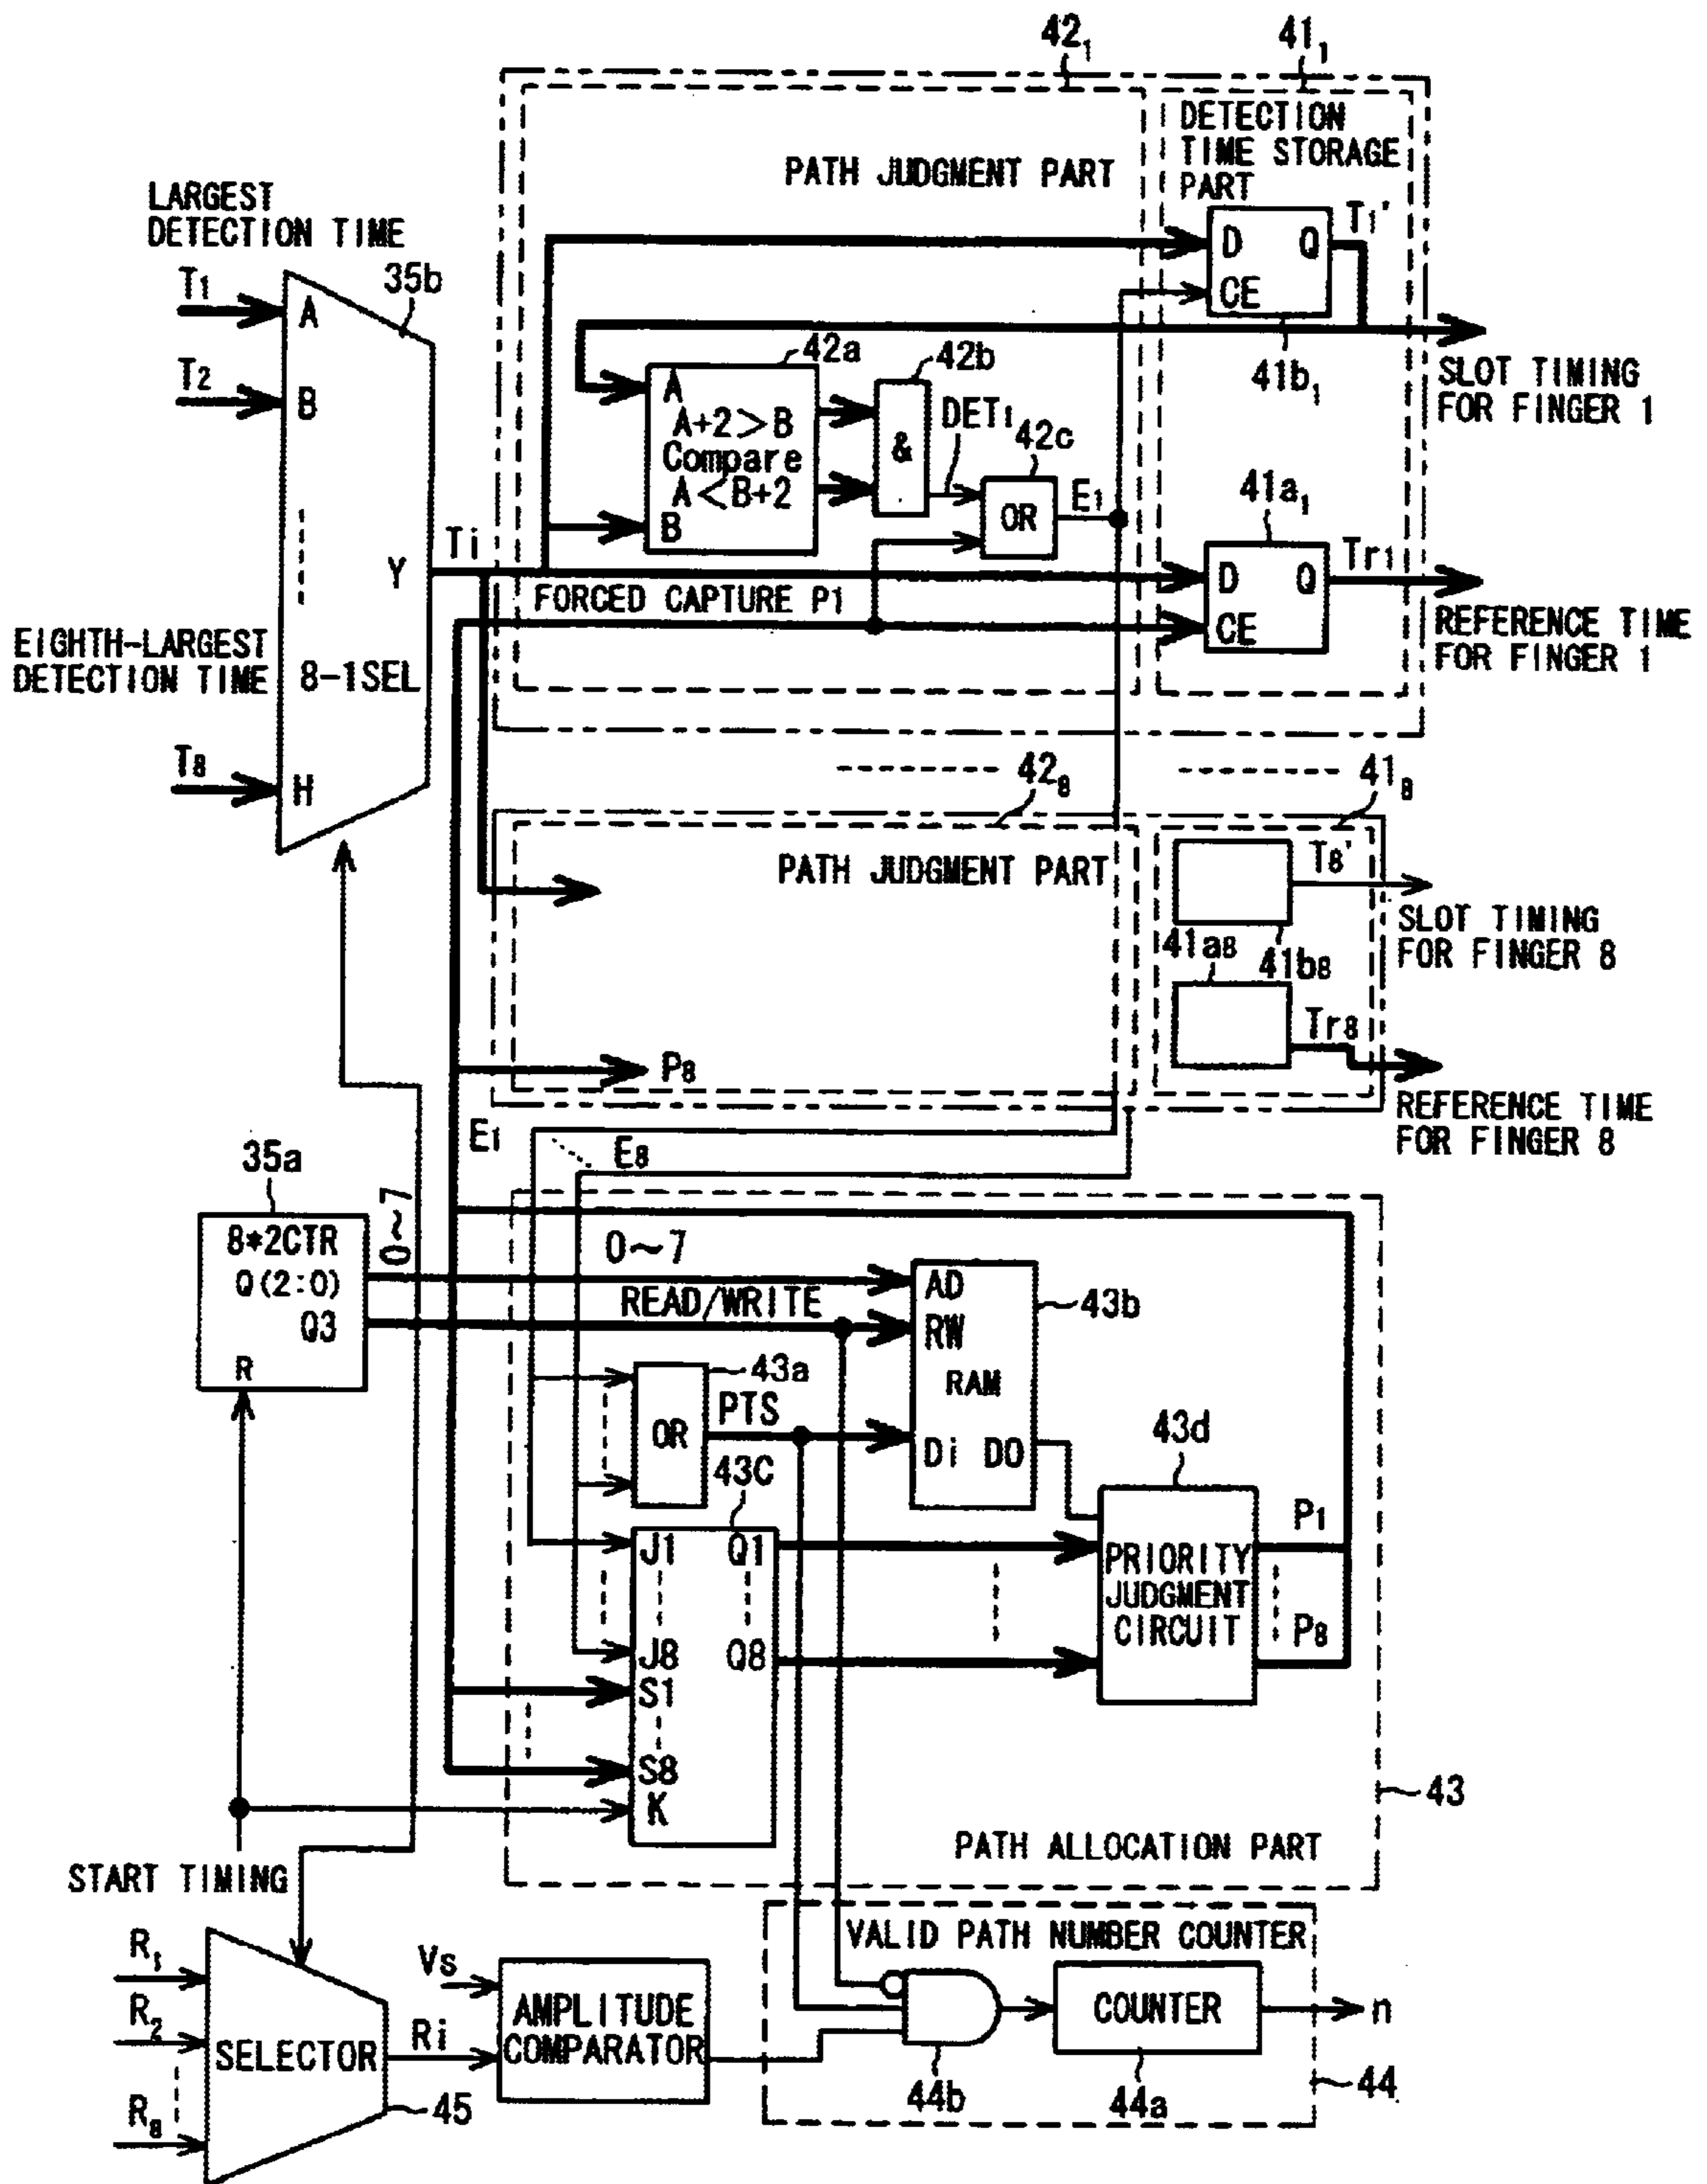 42₁
41₁
DETECTION
TIME STORAGE
PART
PATH JUDGMENT PART
LARGEST
DETECTION TIME
35b
T₁
A
T₂
B
Y
Ti
EIGHTH-LARGEST
DETECTION TIME
8-1SEL
T₈
H
T₁'
D Q
CE
41b₁
SLOT TIMING
FOR FINGER 1
42a
A
A+2>B
Compare
A<B+2
B
42b
&
DET₁
42c
OR
E₁
41a₁
D Q
CE
Tr₁
REFERENCE TIME
FOR FINGER 1
FORCED CAPTURE P1
42₈
41₈
PATH JUDGMENT PART
T₈'
SLOT TIMING
FOR FINGER 8
41a₈
41b₈
Tr₈
P₈
REFERENCE TIME
FOR FINGER 8
E₁
E₈
35a
8*2CTR
Q(2:0)
Q3
R
0~7
0~7
READ/WRITE
AD
RW
RAM
Di DO
43b
43a
OR
PTS
43C
J1 Q1
J8 Q8
S1
S8
K
43d
PRIORITY
JUDGMENT
CIRCUIT
P₁
P₈
43
PATH ALLOCATION PART
START TIMING
R₁
R₂
R₈
SELECTOR
45
Ri
Vs
AMPLITUDE
COMPARATOR
VALID PATH NUMBER COUNTER
COUNTER
n
44b
44a
44